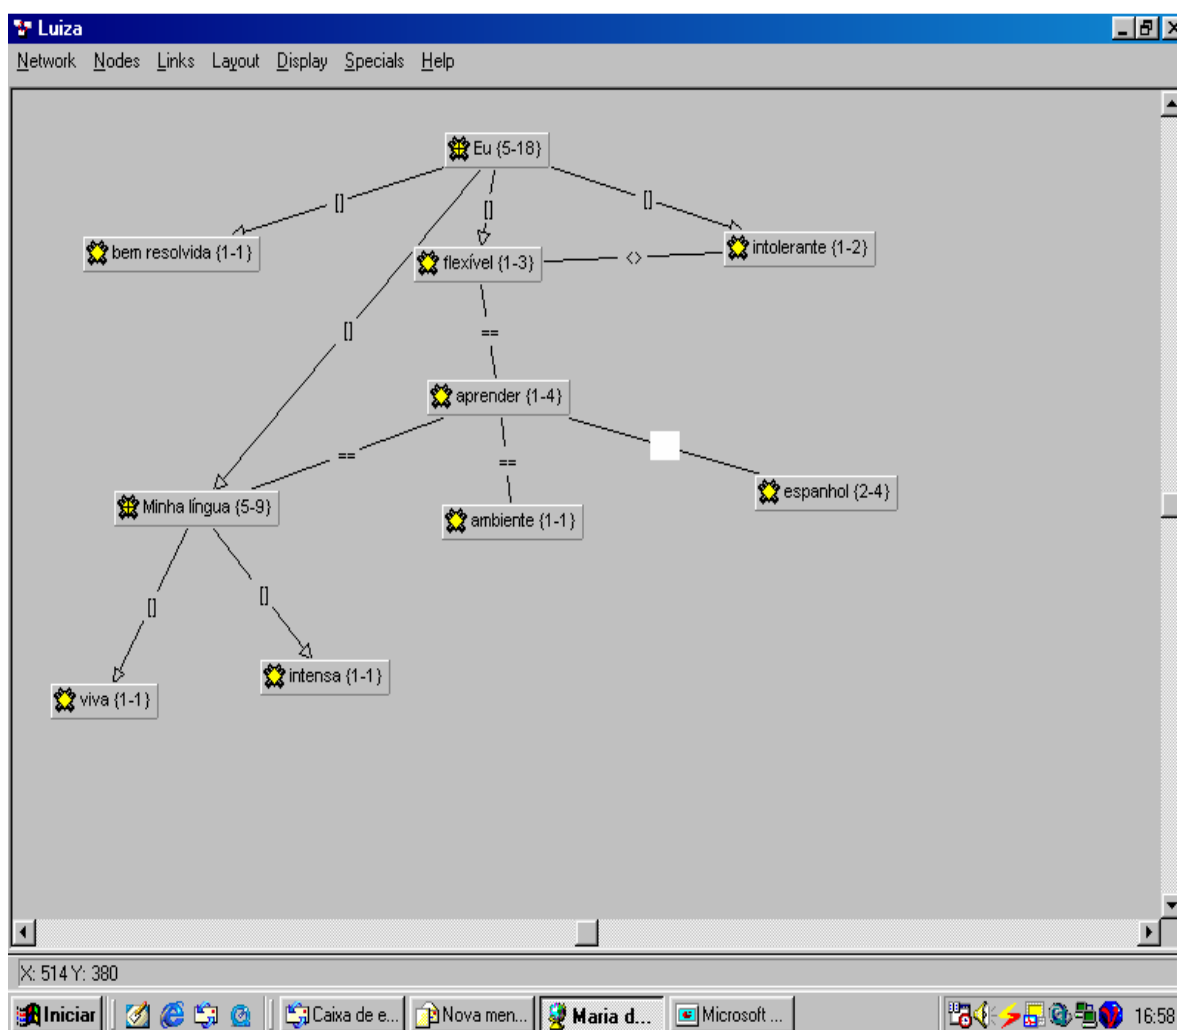 Luiza
Network Nodes Links Layout Display Specials Help
Eu {5-18}
[] [] []
bem resolvida {1-1} flexível {1-3} <> intolerante {1-2}
[] ==
aprender {1-4}
== ==
Minha língua {5-9} ambiente {1-1} espanhol {2-4}
[] []
viva {1-1} intensa {1-1}
X: 514 Y: 380
Iniciar Caixa de e... Nova men... Maria d... Microsoft ... 16:58